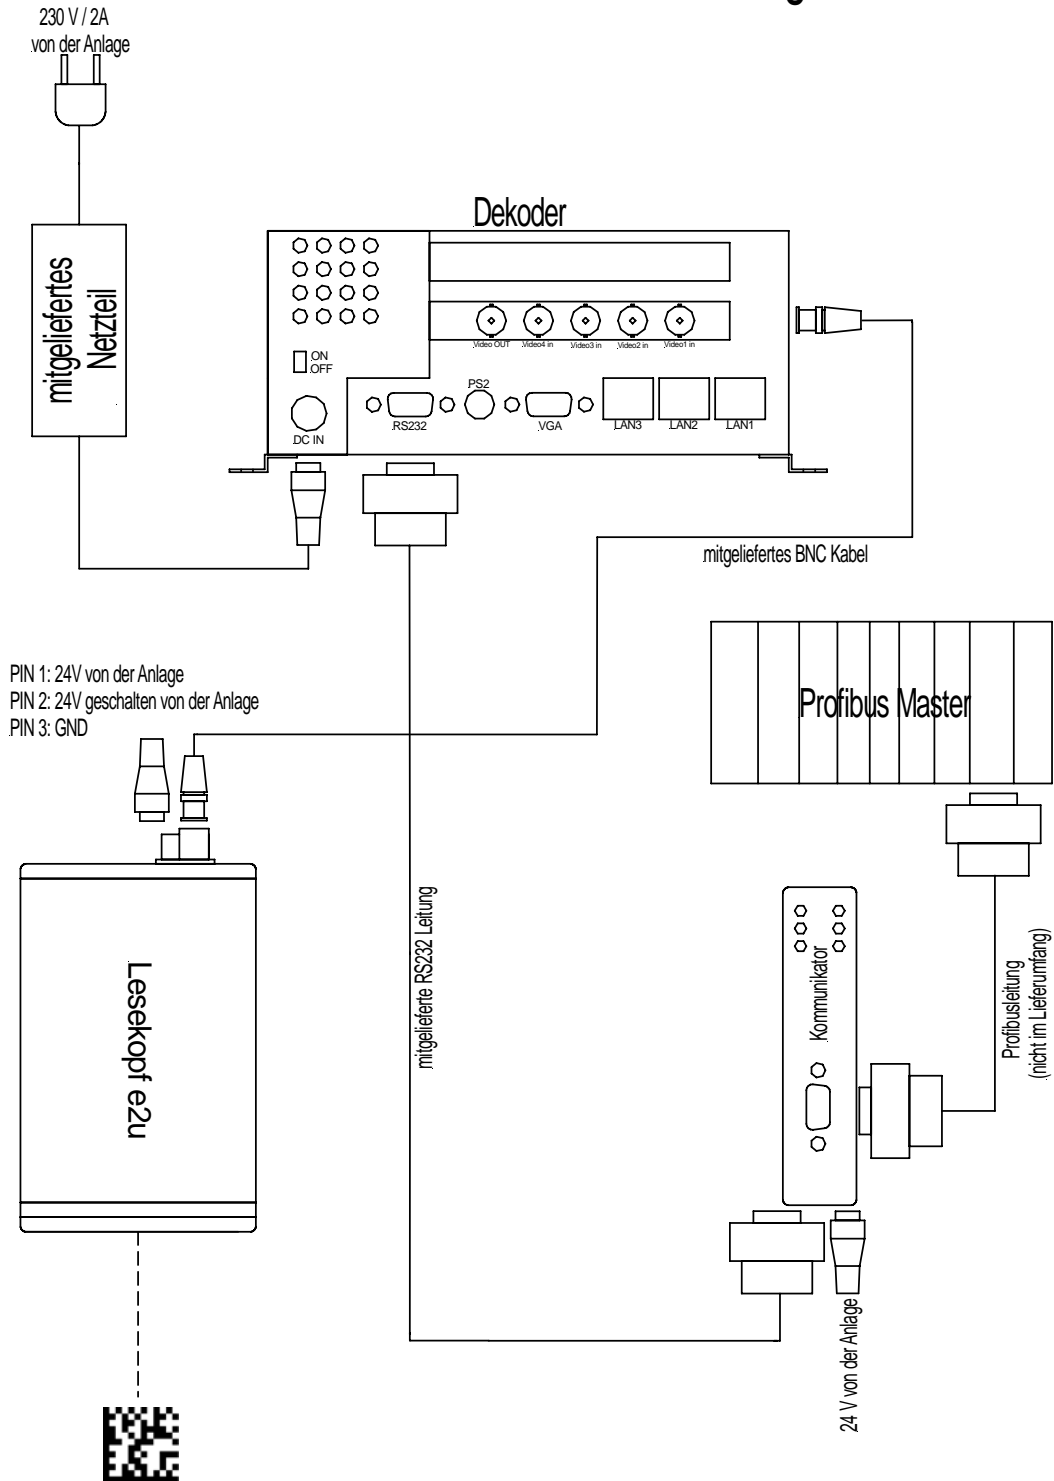 230 V / 2A
von der Anlage
Dekoder
mitgeliefertes
Netzteil
Video OUT
Video4 in
Video3 in
Video2 in
Video1 in
ON
OFF
PS2
DC IN
RS232
VGA
LAN3
LAN2
LAN1
mitgeliefertes BNC Kabel
PIN 1: 24V von der Anlage
PIN 2: 24V geschalten von der Anlage
PIN 3: GND
Profibus Master
Lesekopf e2u
mitgelieferte RS232 Leitung
Kommunikator
Profibusleitung
(nicht im Lieferumfang)
24 V von der Anlage